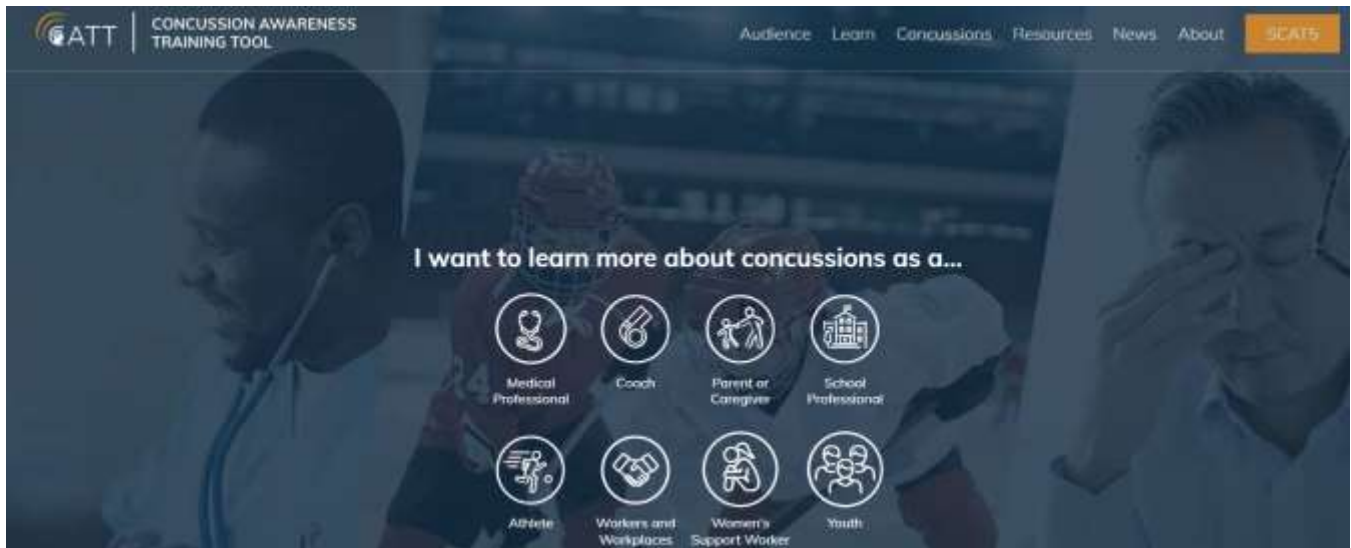 CATT
CONCUSSION AWARENESS
TRAINING TOOL
Audience Learn Concussions Resources News About SCAT5
I want to learn more about concussions as a...
Medical
Professional
Coach
Parent or
Caregiver
School
Professional
Athlete
Workers and
Workplaces
Women's
Support Worker
Youth
24